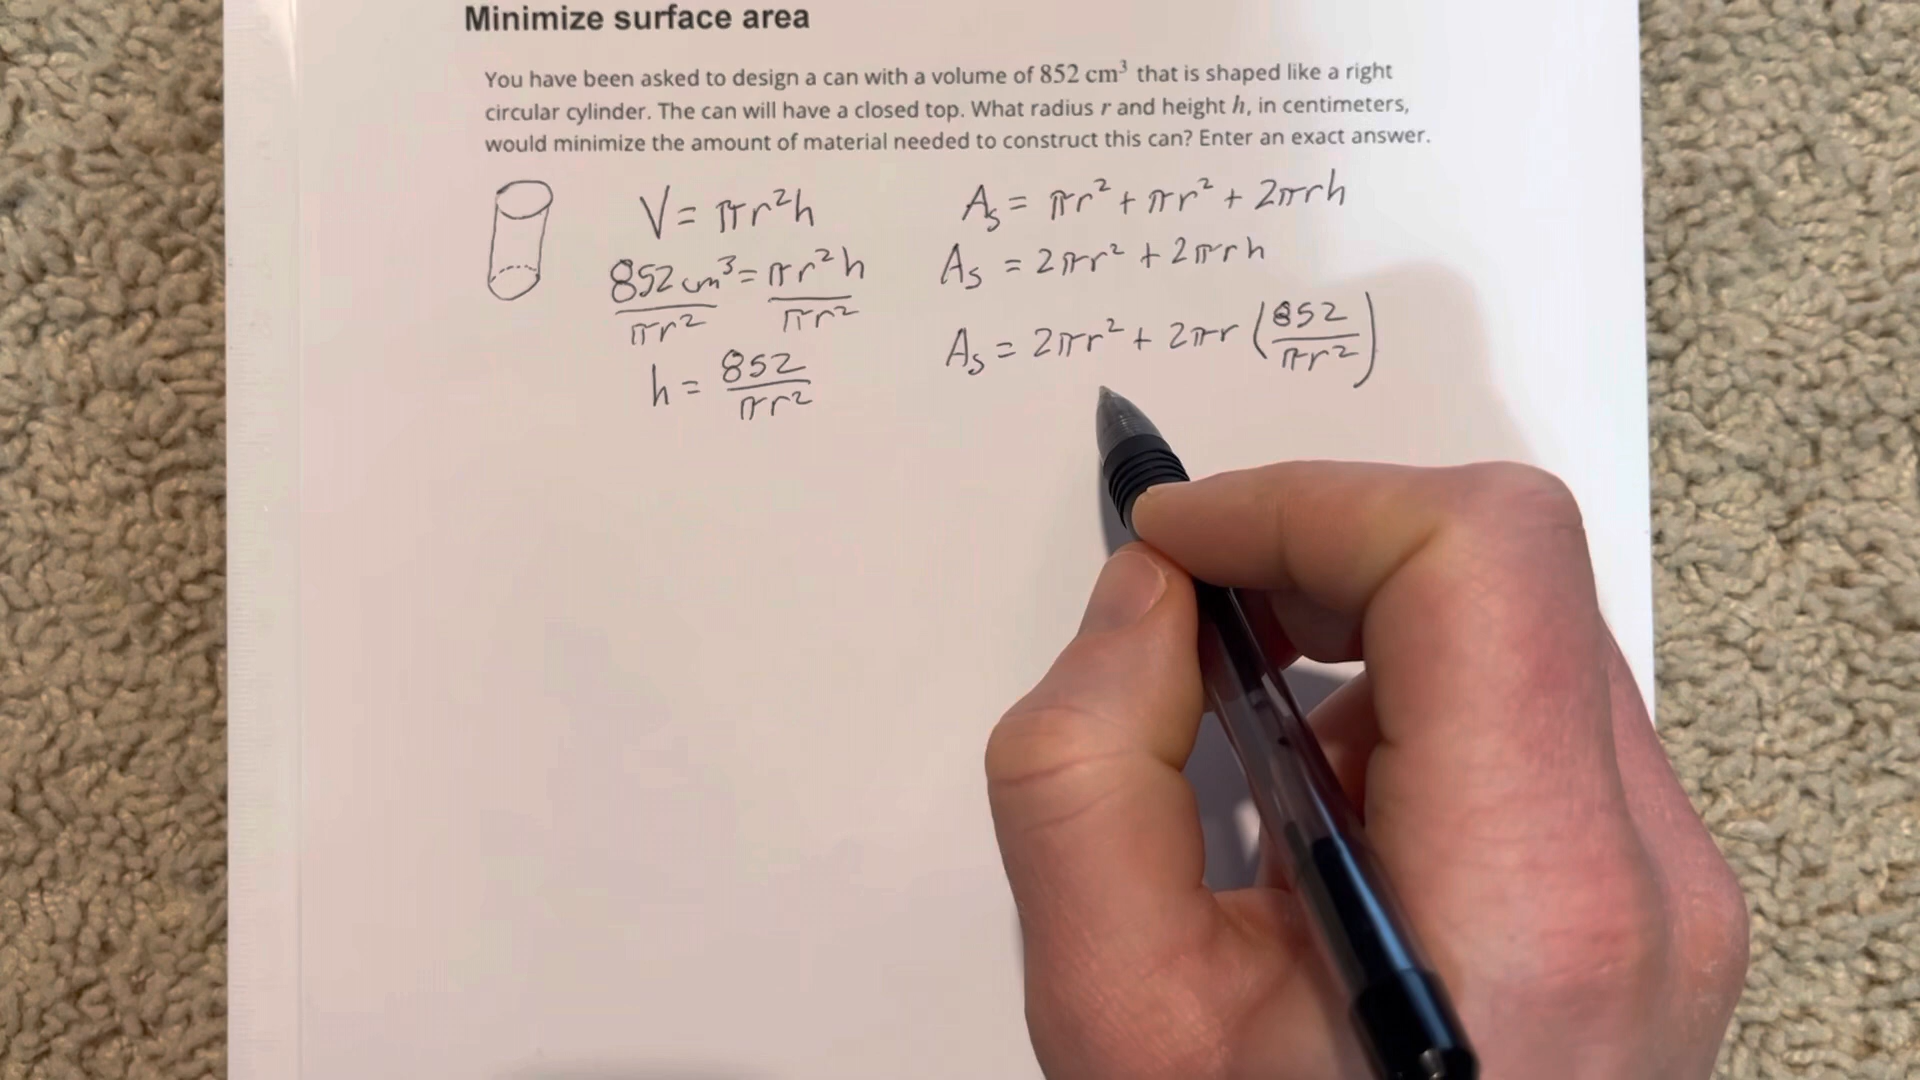 Minimize surface area
You have been asked to design a can with a volume of 852 cm³ that is shaped like a right
circular cylinder. The can will have a closed top. What radius r and height h, in centimeters,
would minimize the amount of material needed to construct this can? Enter an exact answer.
V = πr²h
852 cm³ = πr²h
πr² πr²
h = 852
πr²
A_s = πr² + πr² + 2πrh
A_s = 2πr² + 2πrh
A_s = 2πr² + 2πr (852/πr²)